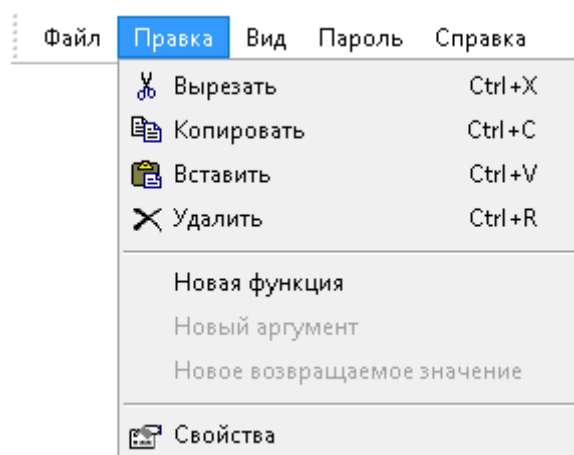 Файл Правка Вид Пароль Справка
Вырезать Ctrl+X
Копировать Ctrl+C
Вставить Ctrl+V
Удалить Ctrl+R
Новая функция
Новый аргумент
Новое возвращаемое значение
Свойства